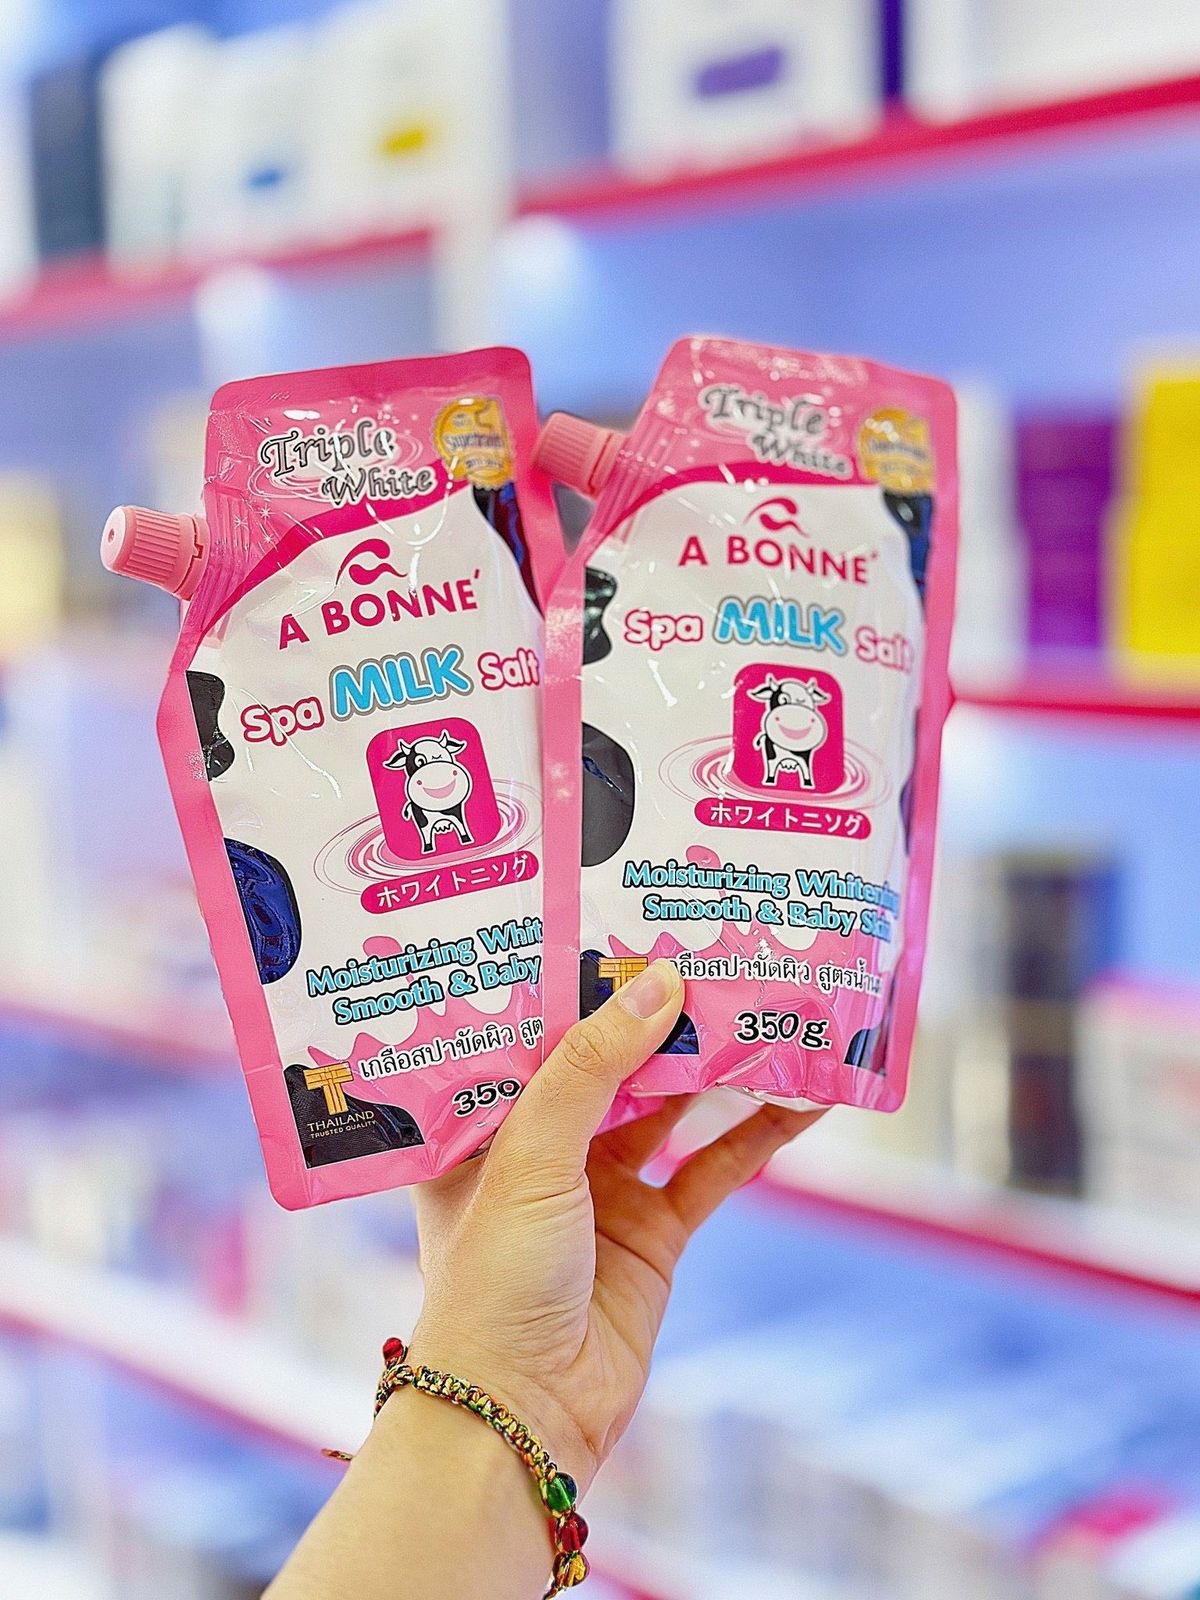 Triple
White
A BONNE'
Spa MILK Salt
ホワイトニソグ
Moisturizing Whit
Smooth & Baby
เกลือสปาขัดผิว สูต
350
THAILAND
TRUSTED QUALITY
Triple
White
A BONNE'
Spa MILK Salt
ホワイトニソグ
Moisturizing Whitening
Smooth & Baby Skin
ลือสปาขัดผิว สูตรน้ำน
350 g.